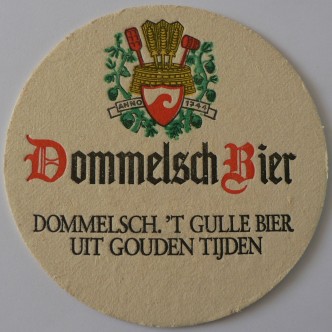 ANNO 1744
Dommelsch Bier
DOMMELSCH. 'T GULLE BIER
UIT GOUDEN TIJDEN